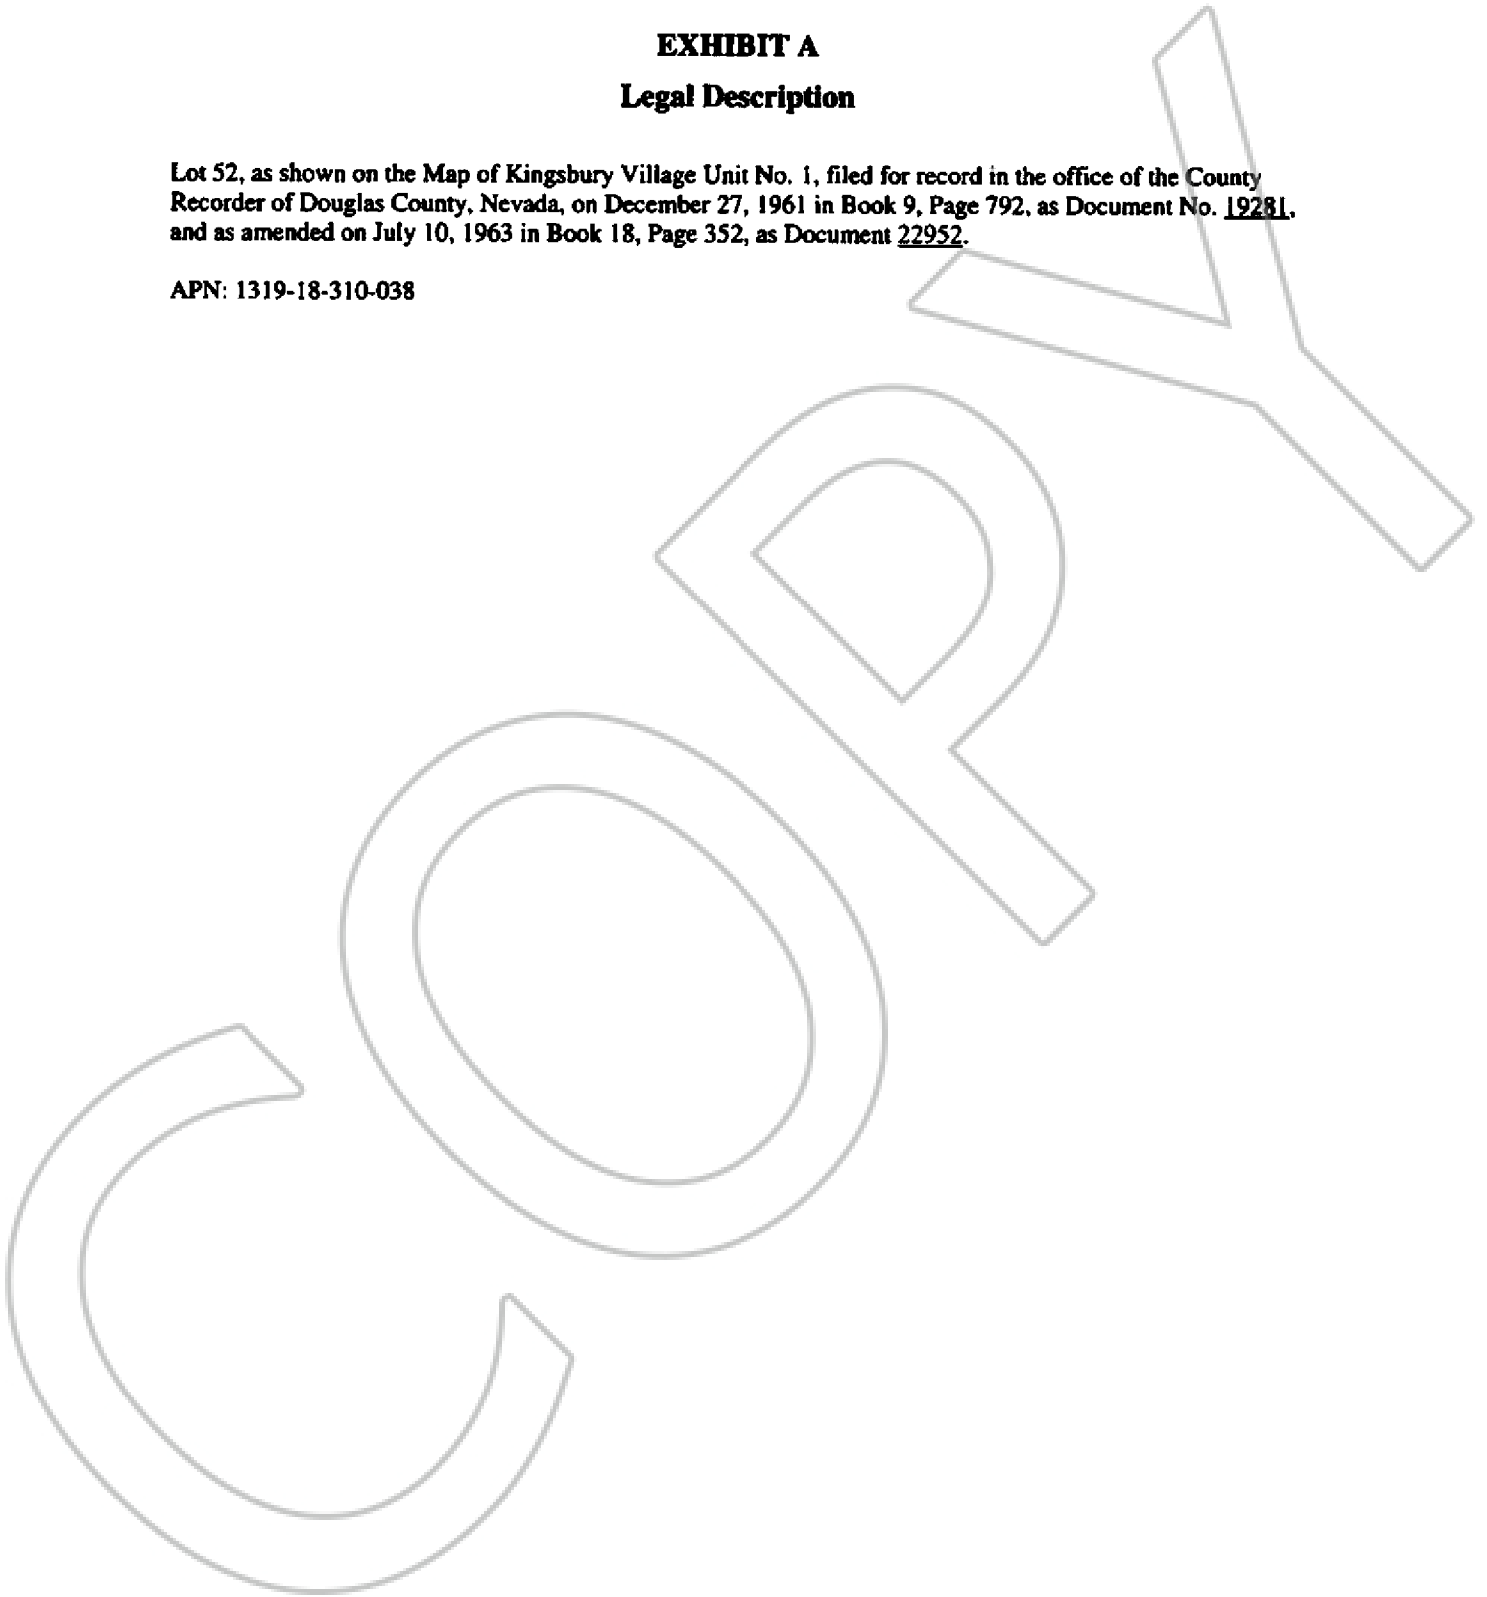 EXHIBIT A
Legal Description
Lot 52, as shown on the Map of Kingsbury Village Unit No. 1, filed for record in the office of the County
Recorder of Douglas County, Nevada, on December 27, 1961 in Book 9, Page 792, as Document No. 19281,
and as amended on July 10, 1963 in Book 18, Page 352, as Document 22952.
APN: 1319-18-310-038
COPY